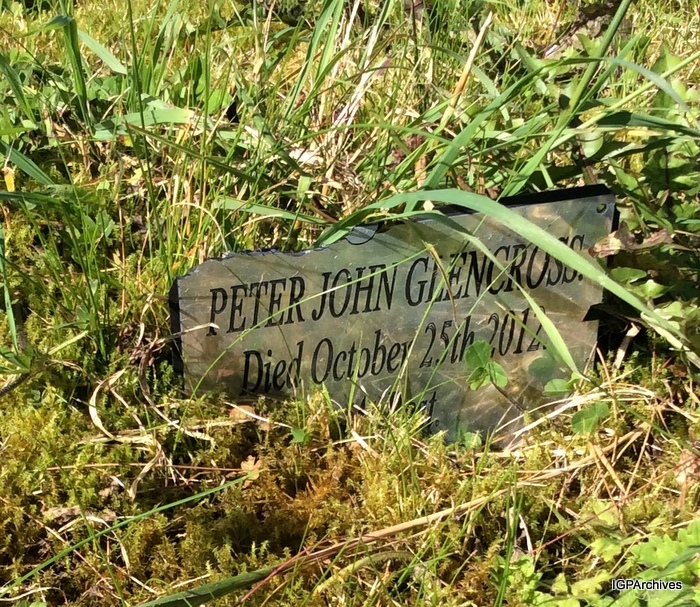 PETER JOHN GLENCROSS.
Died October 25th 2012.
IGPArchives